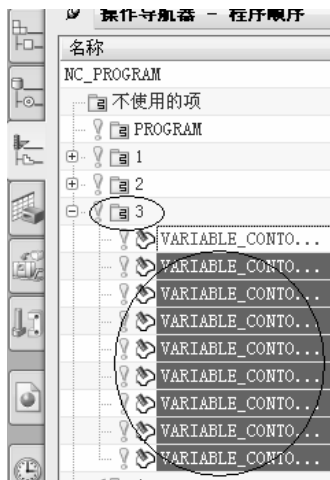 操作导航器 - 程序顺序
名称
NC_PROGRAM
不使用的项
PROGRAM
1
2
3
VARIABLE_CONTO...
VARIABLE_CONTO...
VARIABLE_CONTO...
VARIABLE_CONTO...
VARIABLE_CONTO...
VARIABLE_CONTO...
VARIABLE_CONTO...
VARIABLE_CONTO...
VARIABLE_CONTO...